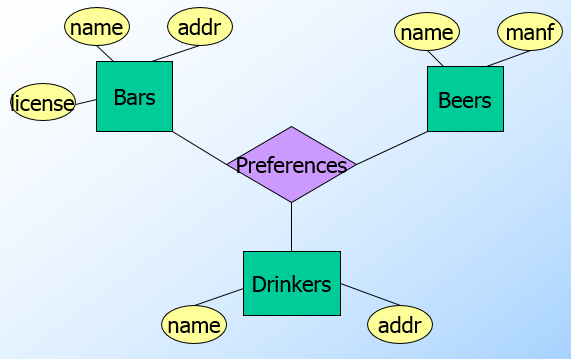 name
addr
name
manf
license
Bars
Beers
Preferences
Drinkers
name
addr